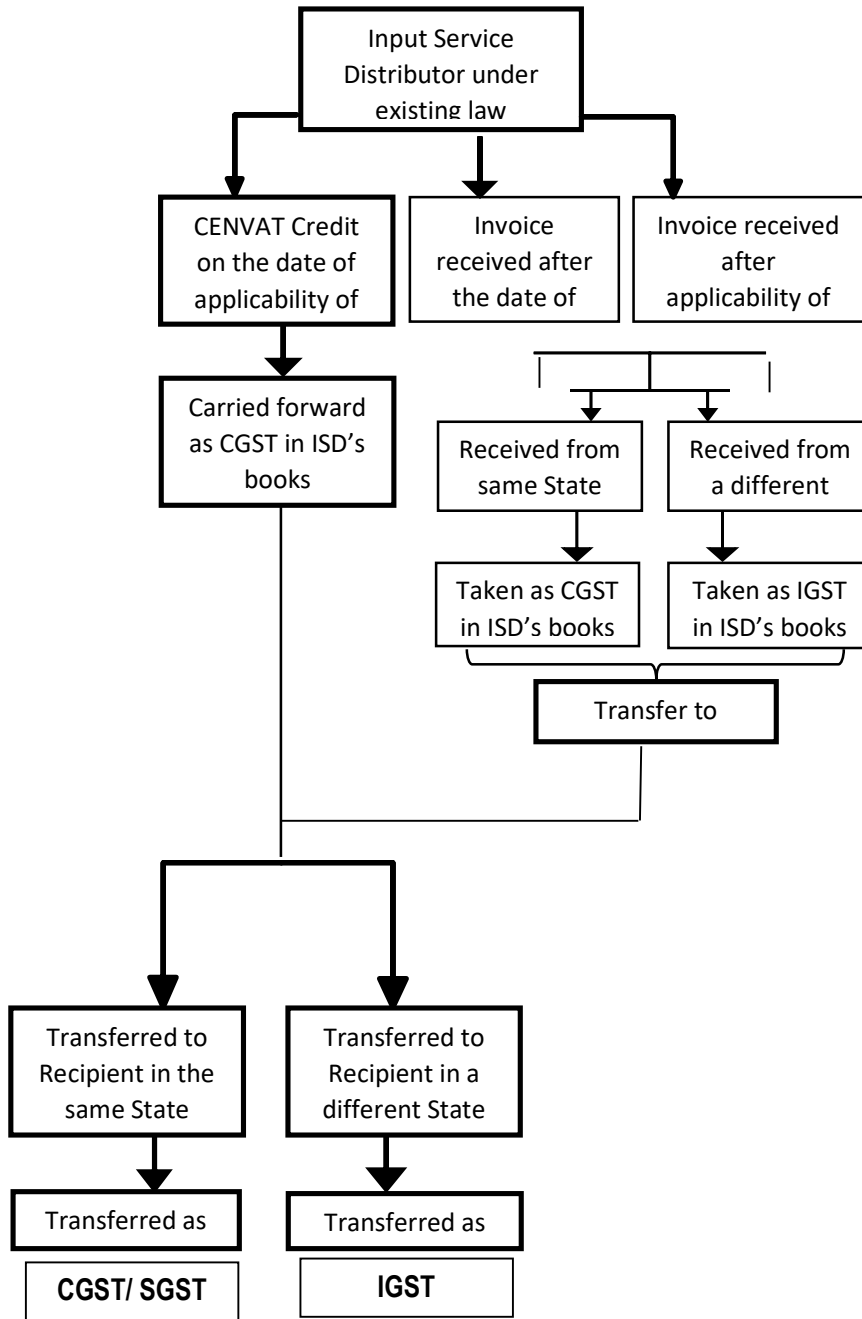 Input Service
Distributor under
existing law
CENVAT Credit
on the date of
applicability of
Invoice
received after
the date of
Invoice received
after
applicability of
Carried forward
as CGST in ISD’s
books
Received from
same State
Received from
a different
Taken as CGST
in ISD’s books
Taken as IGST
in ISD’s books
Transfer to
Transferred to
Recipient in the
same State
Transferred to
Recipient in a
different State
Transferred as
Transferred as
CGST/ SGST
IGST